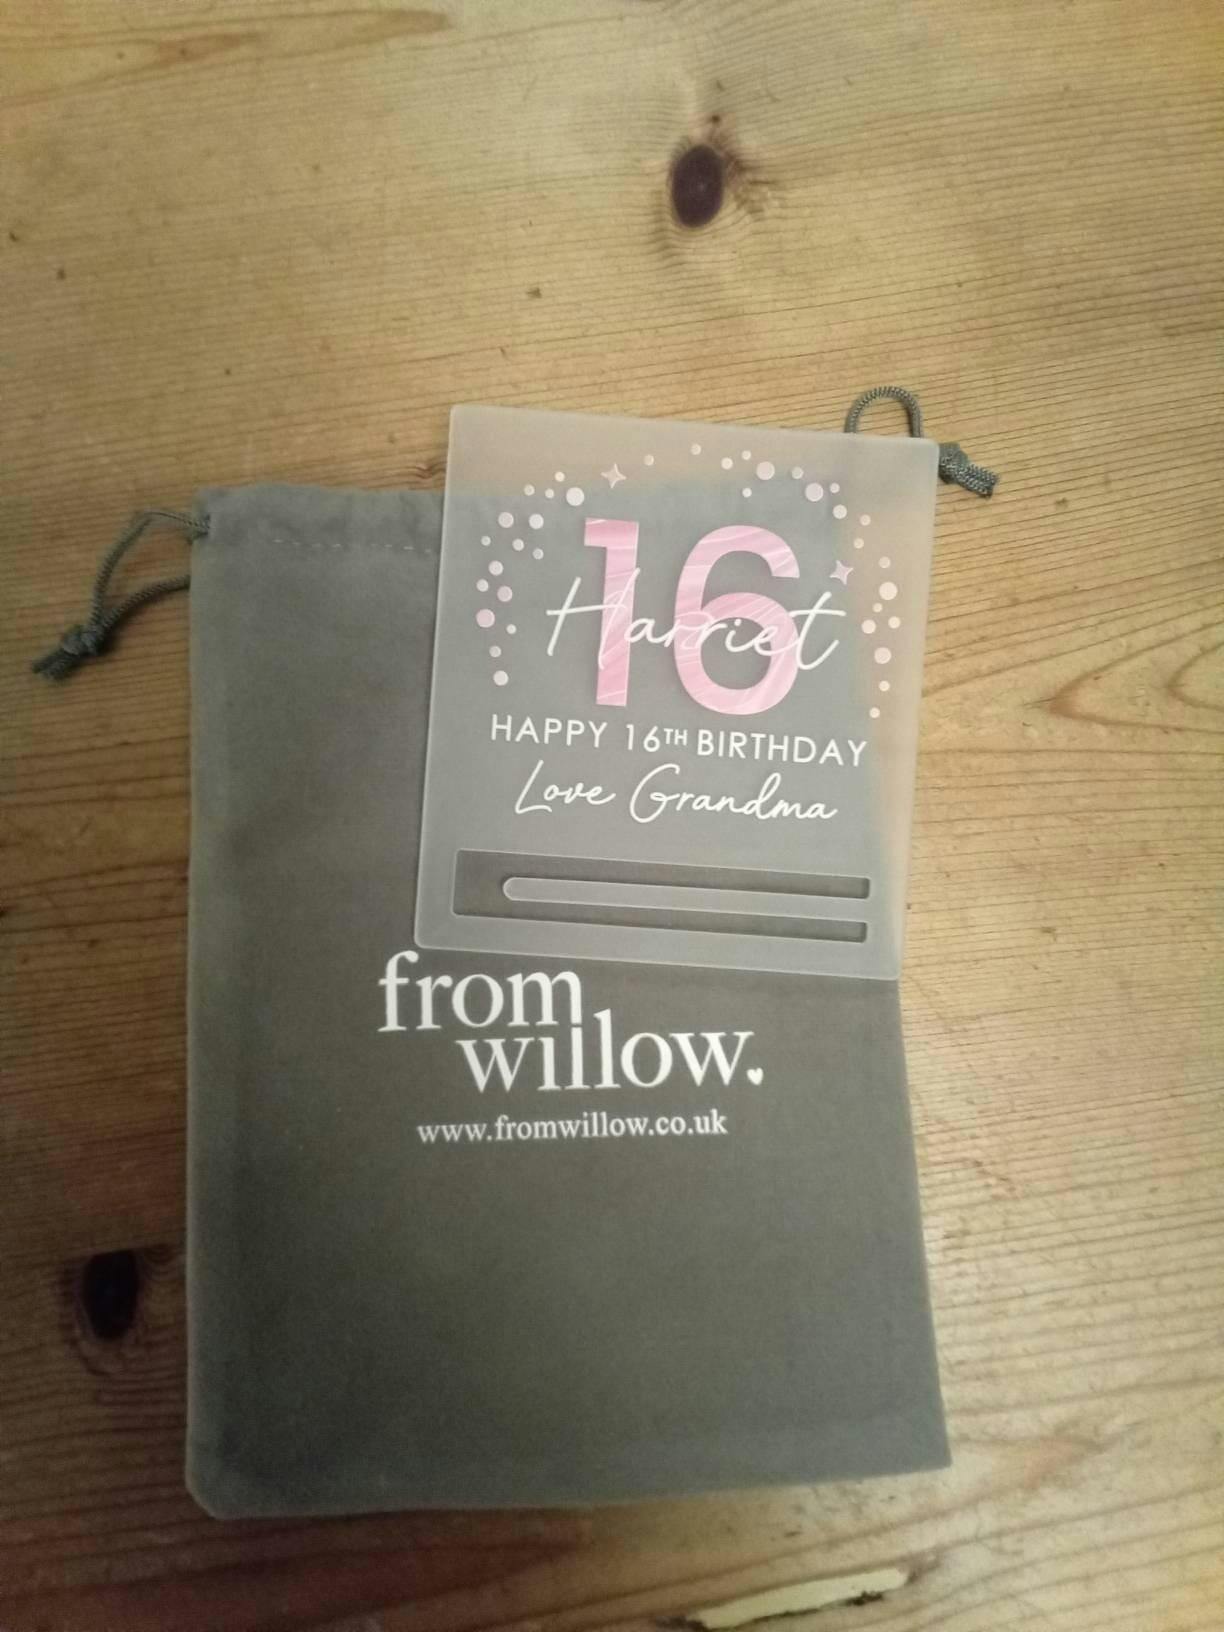 16
Harriet
HAPPY 16TH BIRTHDAY
Love Grandma
from
willow.
www.fromwillow.co.uk